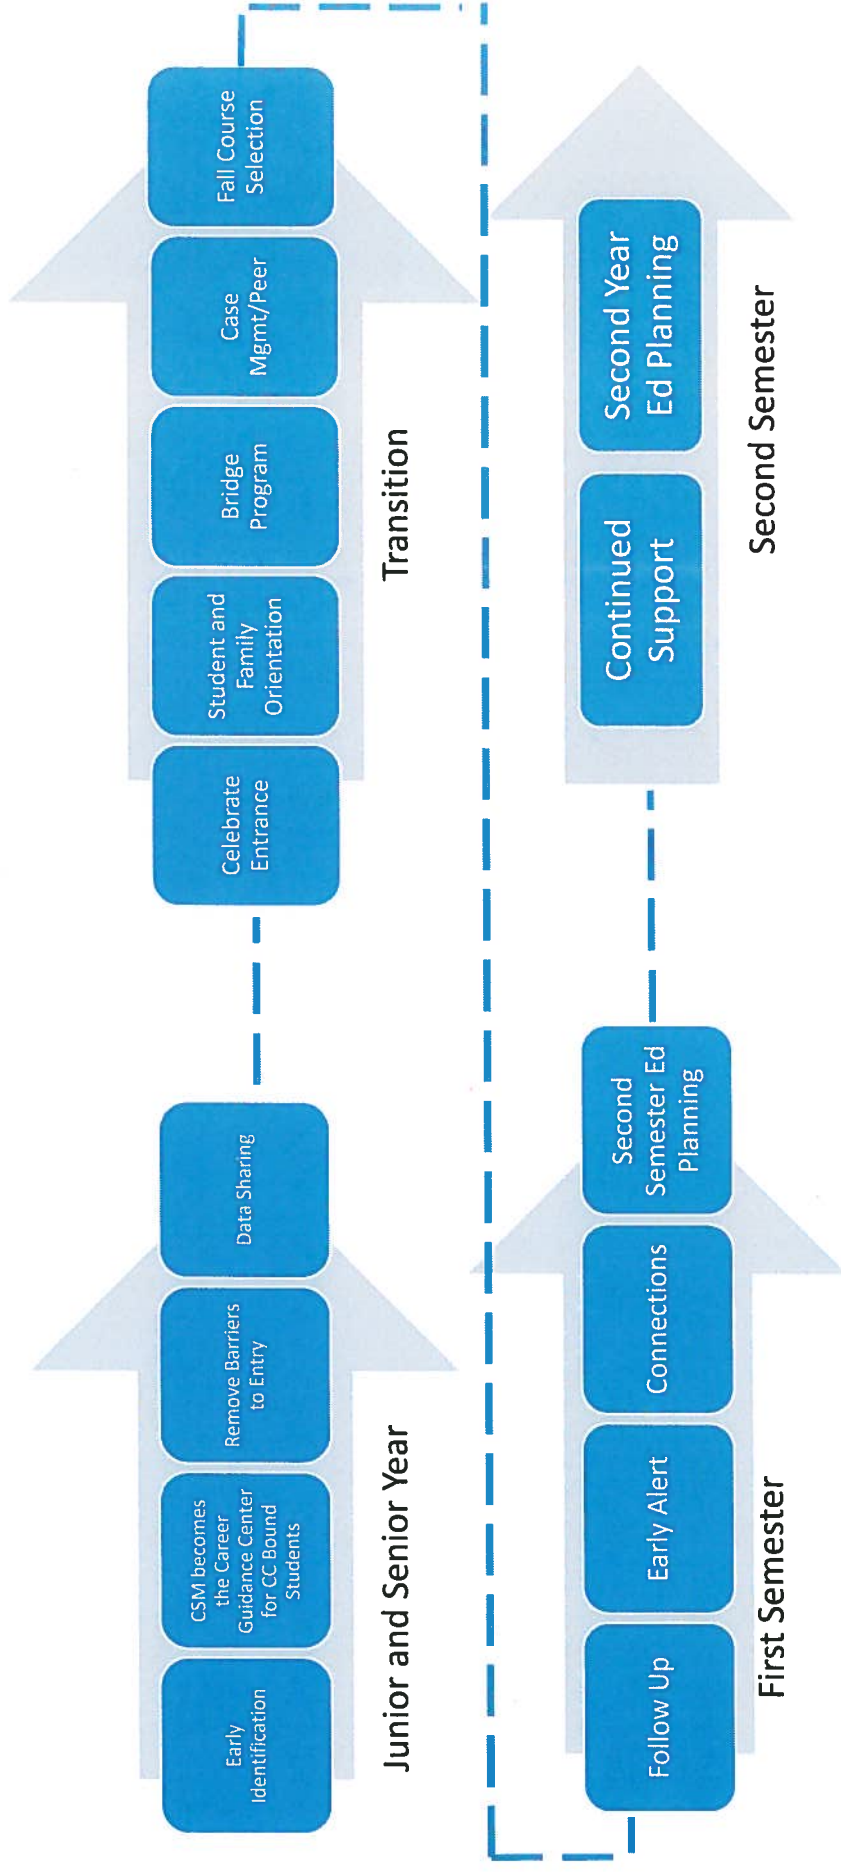 Early
Identification
CSM becomes
the Career
Guidance Center
for CC Bound
Students
Remove Barriers
to Entry
Data Sharing
Junior and Senior Year
Celebrate
Entrance
Student and
Family
Orientation
Bridge
Program
Case
Mgmt/Peer
Fall Course
Selection
Transition
Follow Up
Early Alert
Connections
Second
Semester Ed
Planning
First Semester
Continued
Support
Second Year
Ed Planning
Second Semester